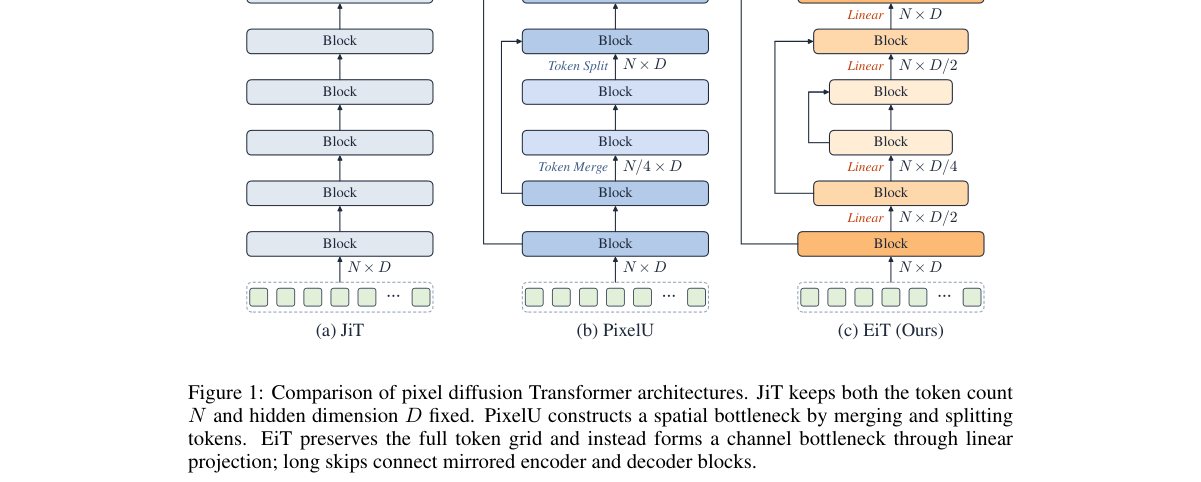 Linear N × D
Block Block Block
Token Split N × D Linear N × D/2
Block Block Block
Block Block Block
Token Merge N/4 × D Linear N × D/4
Block Block Block
Linear N × D/2
Block Block Block
N × D N × D N × D
··· ··· ···
(a) JiT (b) PixelU (c) EiT (Ours)
Figure 1: Comparison of pixel diffusion Transformer architectures. JiT keeps both the token count
N and hidden dimension D fixed. PixelU constructs a spatial bottleneck by merging and splitting
tokens. EiT preserves the full token grid and instead forms a channel bottleneck through linear
projection; long skips connect mirrored encoder and decoder blocks.